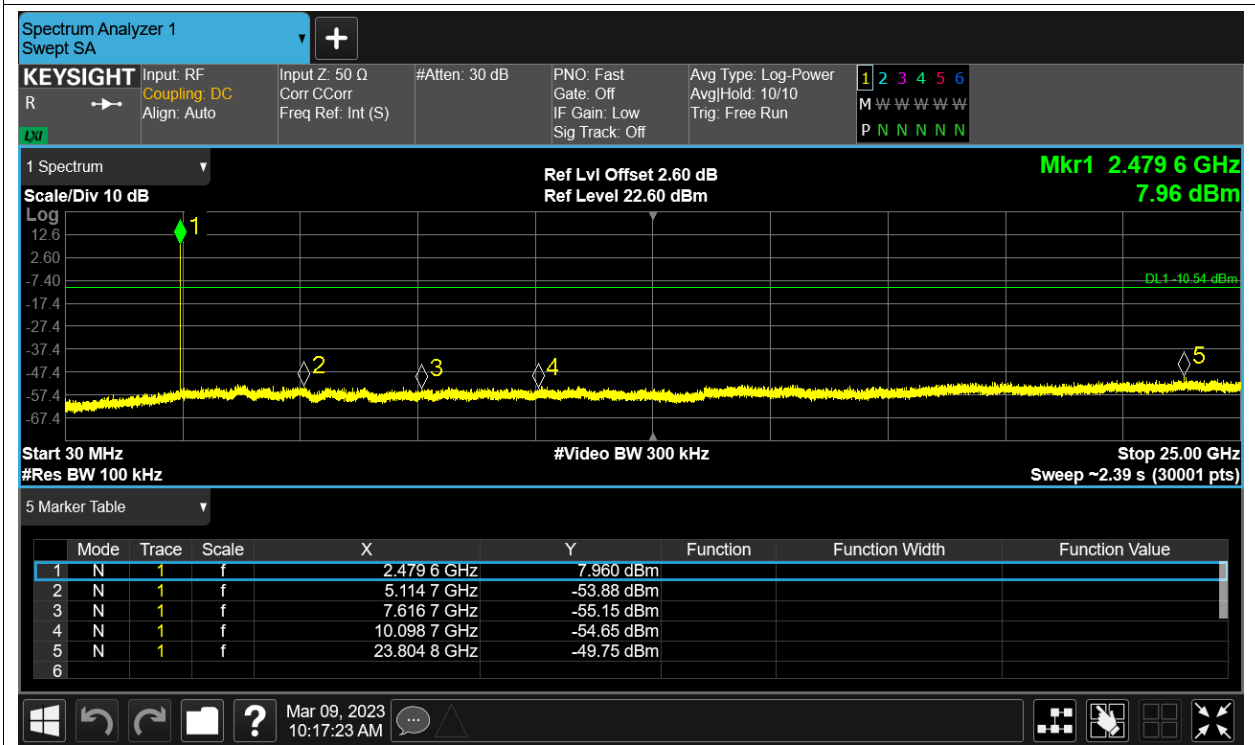 Spectrum Analyzer 1
Swept SA
KEYSIGHT
R
LXI
Input: RF
Coupling: DC
Align: Auto
Input Z: 50 Ω
Corr CCorr
Freq Ref: Int (S)
#Atten: 30 dB
PNO: Fast
Gate: Off
IF Gain: Low
Sig Track: Off
Avg Type: Log-Power
Avg|Hold: 10/10
Trig: Free Run
1 2 3 4 5 6
M W W W W W
P N N N N N
1 Spectrum
Scale/Div 10 dB
Ref Lvl Offset 2.60 dB
Ref Level 22.60 dBm
Mkr1 2.479 6 GHz
7.96 dBm
Log
12.6
2.60
-7.40
-17.4
-27.4
-37.4
-47.4
-57.4
-67.4
1
2
3
4
5
DL1 -10.54 dBm
Start 30 MHz
#Res BW 100 kHz
#Video BW 300 kHz
Stop 25.00 GHz
Sweep ~2.39 s (30001 pts)
5 Marker Table
Mode Trace Scale X Y Function Function Width Function Value
1 N 1 f 2.479 6 GHz 7.960 dBm
2 N 1 f 5.114 7 GHz -53.88 dBm
3 N 1 f 7.616 7 GHz -55.15 dBm
4 N 1 f 10.098 7 GHz -54.65 dBm
5 N 1 f 23.804 8 GHz -49.75 dBm
6
?
Mar 09, 2023
10:17:23 AM